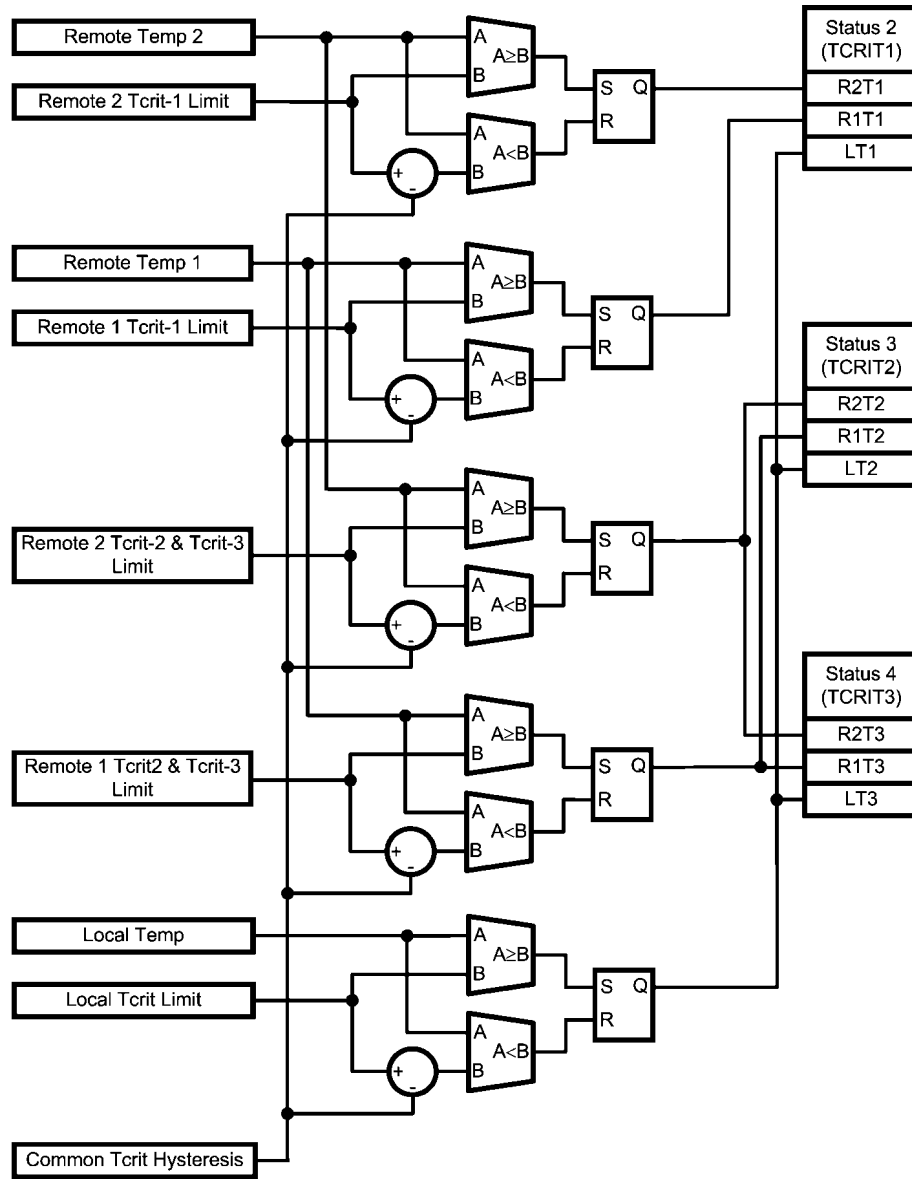 Remote Temp 2
Remote 2 Tcrit-1 Limit
A
A≥B
B
A
A<B
B
+
-
S Q
R
Status 2
(TCRIT1)
R2T1
R1T1
LT1
Remote Temp 1
Remote 1 Tcrit-1 Limit
A
A≥B
B
A
A<B
B
+
-
S Q
R
Status 3
(TCRIT2)
R2T2
R1T2
LT2
Remote 2 Tcrit-2 & Tcrit-3
Limit
A
A≥B
B
A
A<B
B
+
-
S Q
R
Remote 1 Tcrit2 & Tcrit-3
Limit
A
A≥B
B
A
A<B
B
+
-
S Q
R
Status 4
(TCRIT3)
R2T3
R1T3
LT3
Local Temp
Local Tcrit Limit
A
A≥B
B
A
A<B
B
+
-
S Q
R
Common Tcrit Hysteresis